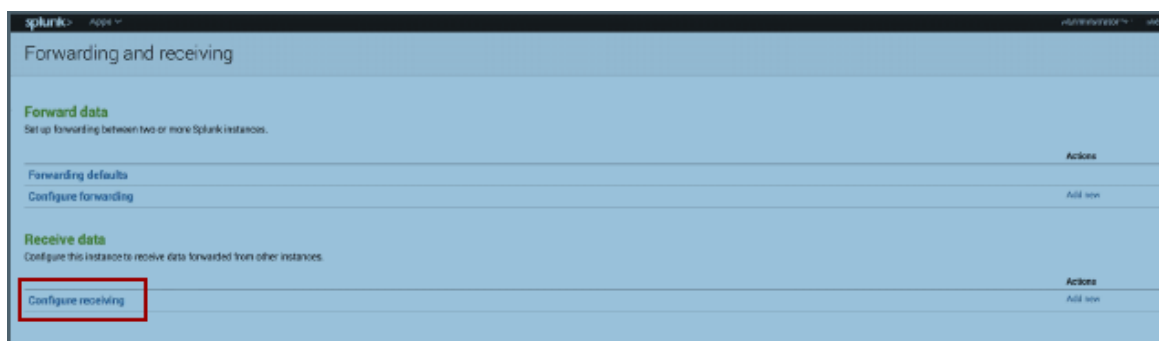 splunk> Apps
Administrator
Forwarding and receiving
Forward data
Set up forwarding between two or more Splunk instances.
Actions
Forwarding defaults
Configure forwarding Add new
Receive data
Configure this instance to receive data forwarded from other instances.
Actions
Configure receiving Add new